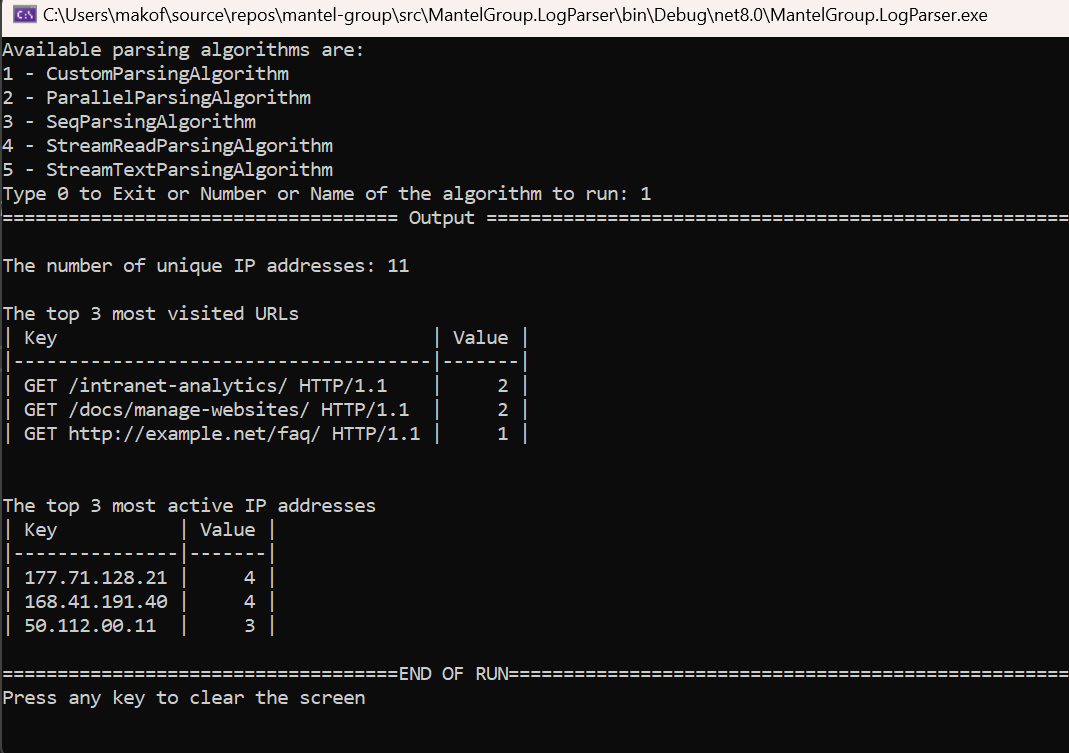 C:\Users\makof\source\repos\mantel-group\src\MantelGroup.LogParser\bin\Debug\net8.0\MantelGroup.LogParser.exe
Available parsing algorithms are:
1 - CustomParsingAlgorithm
2 - ParallelParsingAlgorithm
3 - SeqParsingAlgorithm
4 - StreamReadParsingAlgorithm
5 - StreamTextParsingAlgorithm
Type 0 to Exit or Number or Name of the algorithm to run: 1
==================================== Output =====================================================
The number of unique IP addresses: 11
The top 3 most visited URLs
| Key                                  | Value |
|--------------------------------------|-------|
| GET /intranet-analytics/ HTTP/1.1    |     2 |
| GET /docs/manage-websites/ HTTP/1.1  |     2 |
| GET http://example.net/faq/ HTTP/1.1 |     1 |
The top 3 most active IP addresses
| Key           | Value |
|---------------|-------|
| 177.71.128.21 |     4 |
| 168.41.191.40 |     4 |
| 50.112.00.11  |     3 |
====================================END OF RUN===================================================
Press any key to clear the screen